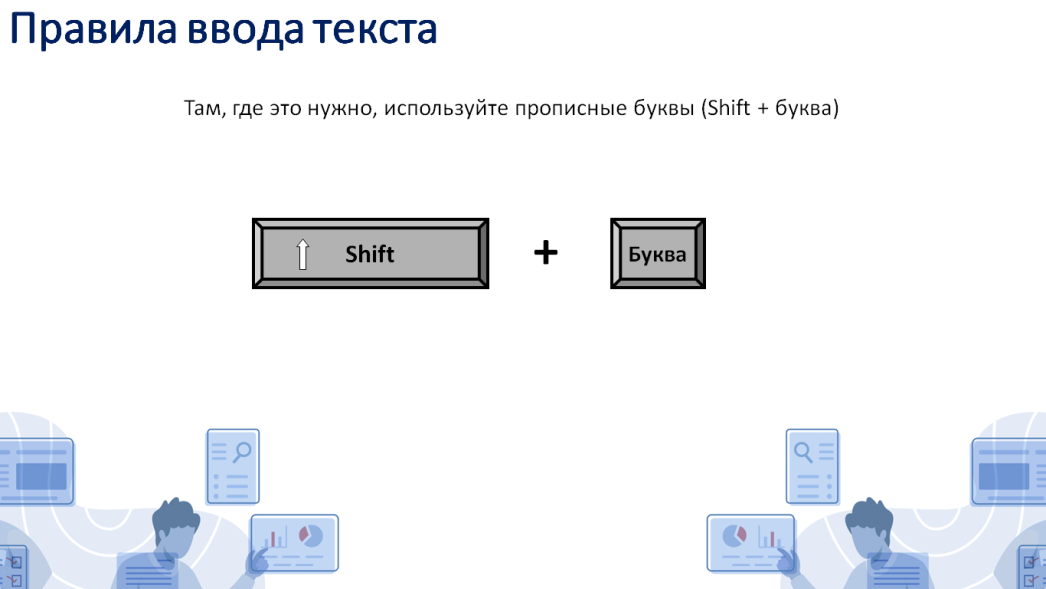 Правила ввода текста
Там, где это нужно, используйте прописные буквы (Shift + буква)
Shift + Буква